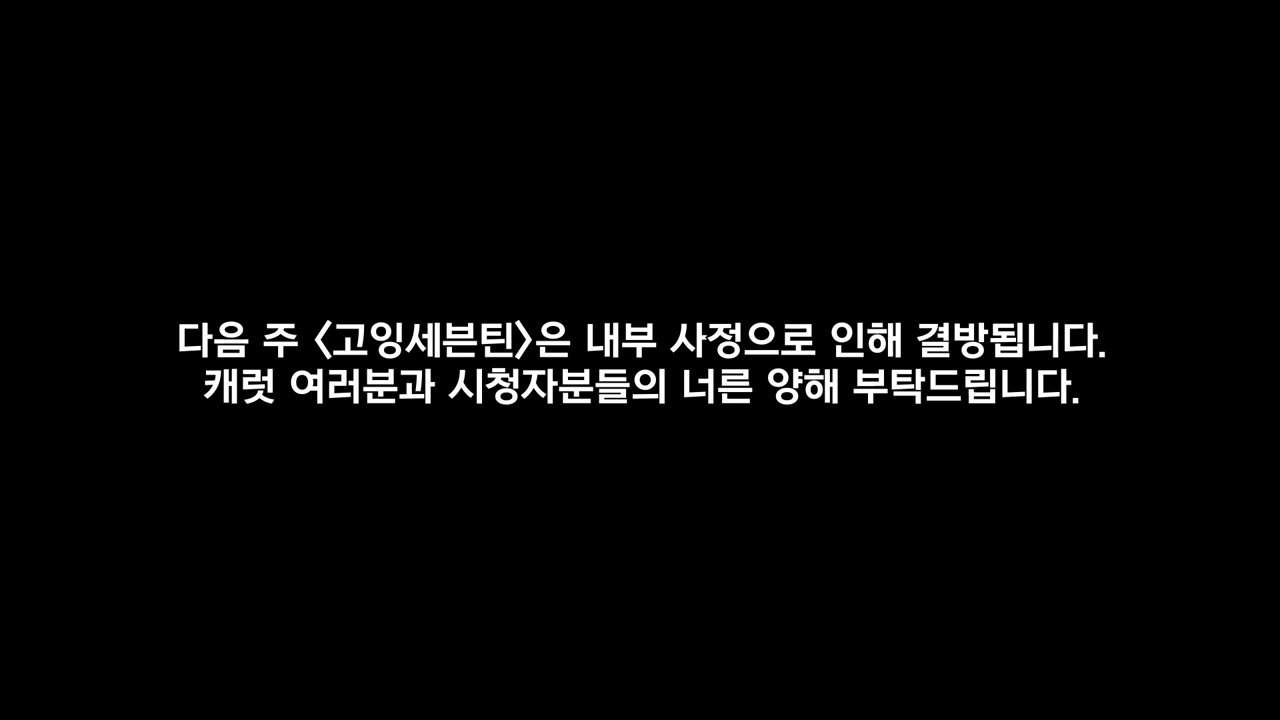 다음 주 〈고잉세븐틴〉은 내부 사정으로 인해 결방됩니다.
캐럿 여러분과 시청자분들의 너른 양해 부탁드립니다.